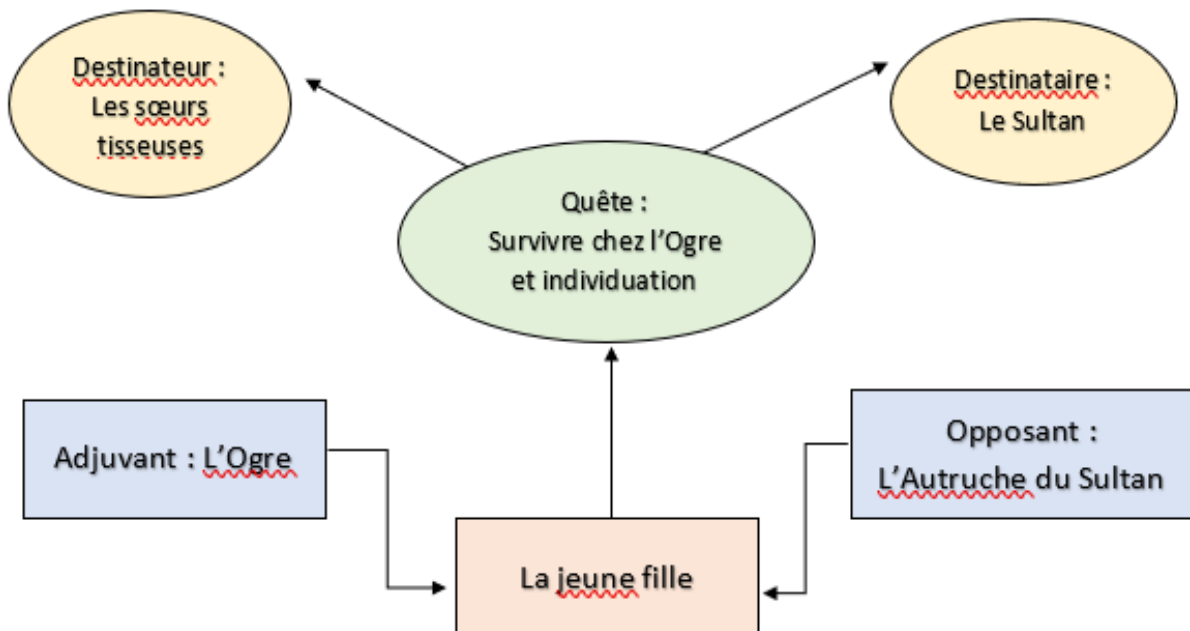 Destinateur :
Les sœurs
tisseuses
Destinataire :
Le Sultan
Quête :
Survivre chez l’Ogre
et individuation
Adjuvant : L’Ogre
Opposant :
L’Autruche du Sultan
La jeune fille